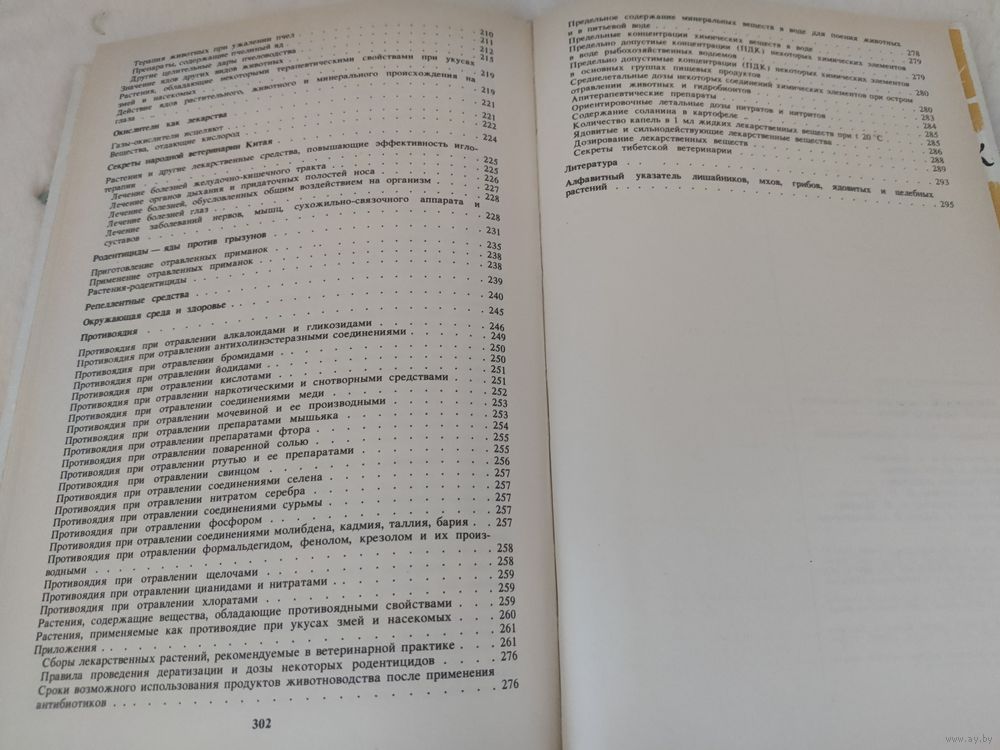 Терапия животных при ужалении пчел . . . 210
Препараты, содержащие пчелиный яд . . . 211
Другие целительные дары пчеловодства . . . 212
Значение ядов других видов животного . . . 215
Растения, обладающие некоторыми терапевтическими свойствами при укусах
змей и насекомых . . . 219
Действие ядов растительного, животного и минерального происхождения на
глаза . . . 219
Окислители как лекарства . . . 221
Газы-окислители исцеляют . . . 221
Вещества, отдающие кислород . . . 222
Секреты народной ветеринарии Китая . . . 224
Растения и другие лекарственные средства, повышающие эффективность игло-
терапии . . . 225
Лечение болезней желудочно-кишечного тракта . . . 225
Лечение органов дыхания и придаточных полостей носа . . . 226
Лечение болезней, обусловленных общим воздействием на организм . . . 227
Лечение болезней глаз . . . 228
Лечение заболеваний нервов, мышц, сухожильно-связочного аппарата и
суставов . . . 228
Родентициды — яды против грызунов . . . 231
Приготовление отравленных приманок . . . 235
Применение отравленных приманок . . . 238
Растения-родентициды . . . 238
Репеллентные средства . . . 239
Окружающая среда и здоровье . . . 240
Противоядия . . . 245
Противоядия при отравлении алкалоидами и гликозидами . . . 246
Противоядия при отравлении антихолинэстеразными соединениями . . . 249
Противоядия при отравлении бромидами . . . 250
Противоядия при отравлении йодидами . . . 250
Противоядия при отравлении кислотами . . . 251
Противоядия при отравлении наркотическими и снотворными средствами . . . 251
Противоядия при отравлении соединениями меди . . . 252
Противоядия при отравлении мочевиной и ее производными . . . 253
Противоядия при отравлении препаратами мышьяка . . . 253
Противоядия при отравлении препаратами фтора . . . 254
Противоядия при отравлении поваренной солью . . . 255
Противоядия при отравлении ртутью и ее препаратами . . . 255
Противоядия при отравлении свинцом . . . 256
Противоядия при отравлении соединениями селена . . . 257
Противоядия при отравлении нитратом серебра . . . 257
Противоядия при отравлении соединениями сурьмы . . . 257
Противоядия при отравлении фосфором . . . 257
Противоядия при отравлении соединениями молибдена, кадмия, таллия, бария . . 257
Противоядия при отравлении формальдегидом, фенолом, крезолом и их произ-
водными . . . 258
Противоядия при отравлении щелочами . . . 258
Противоядия при отравлении цианидами и нитратами . . . 259
Противоядия при отравлении хлоратами . . . 259
Растения, содержащие вещества, обладающие противоядными свойствами . . . 259
Растения, применяемые как противоядие при укусах змей и насекомых . . . 260
Приложения . . . 261
Сборы лекарственных растений, рекомендуемые в ветеринарной практике . . . 261
Правила проведения дератизации и дозы некоторых родентицидов . . . 276
Сроки возможного использования продуктов животноводства после применения
антибиотиков . . . 276
302
Предельное содержание минеральных веществ в воде для поения животных
и в питьевой воде . . . 278
Предельные концентрации химических веществ в воде . . . 279
Предельно допустимые концентрации (ПДК) некоторых химических элементов
в воде рыбохозяйственных водоемов . . . 279
Предельно допустимые концентрации (ПДК) некоторых химических элементов
в основных группах пищевых продуктов . . . 280
Среднелетальные дозы некоторых соединений химических элементов при остром
отравлении животных и гидробионтов . . . 280
Апитерапевтические препараты . . . 283
Ориентировочные летальные дозы нитратов и нитритов . . . 284
Содержание соланина в картофеле . . . 285
Количество капель в 1 мл жидких лекарственных веществ при t 20 °С . . . 285
Ядовитые и сильнодействующие лекарственные вещества . . . 286
Дозирование лекарственных веществ . . . 288
Секреты тибетской ветеринарии . . . 289
Литература . . . 293
Алфавитный указатель лишайников, мхов, грибов, ядовитых и целебных
растений . . . 295
www.ay.by